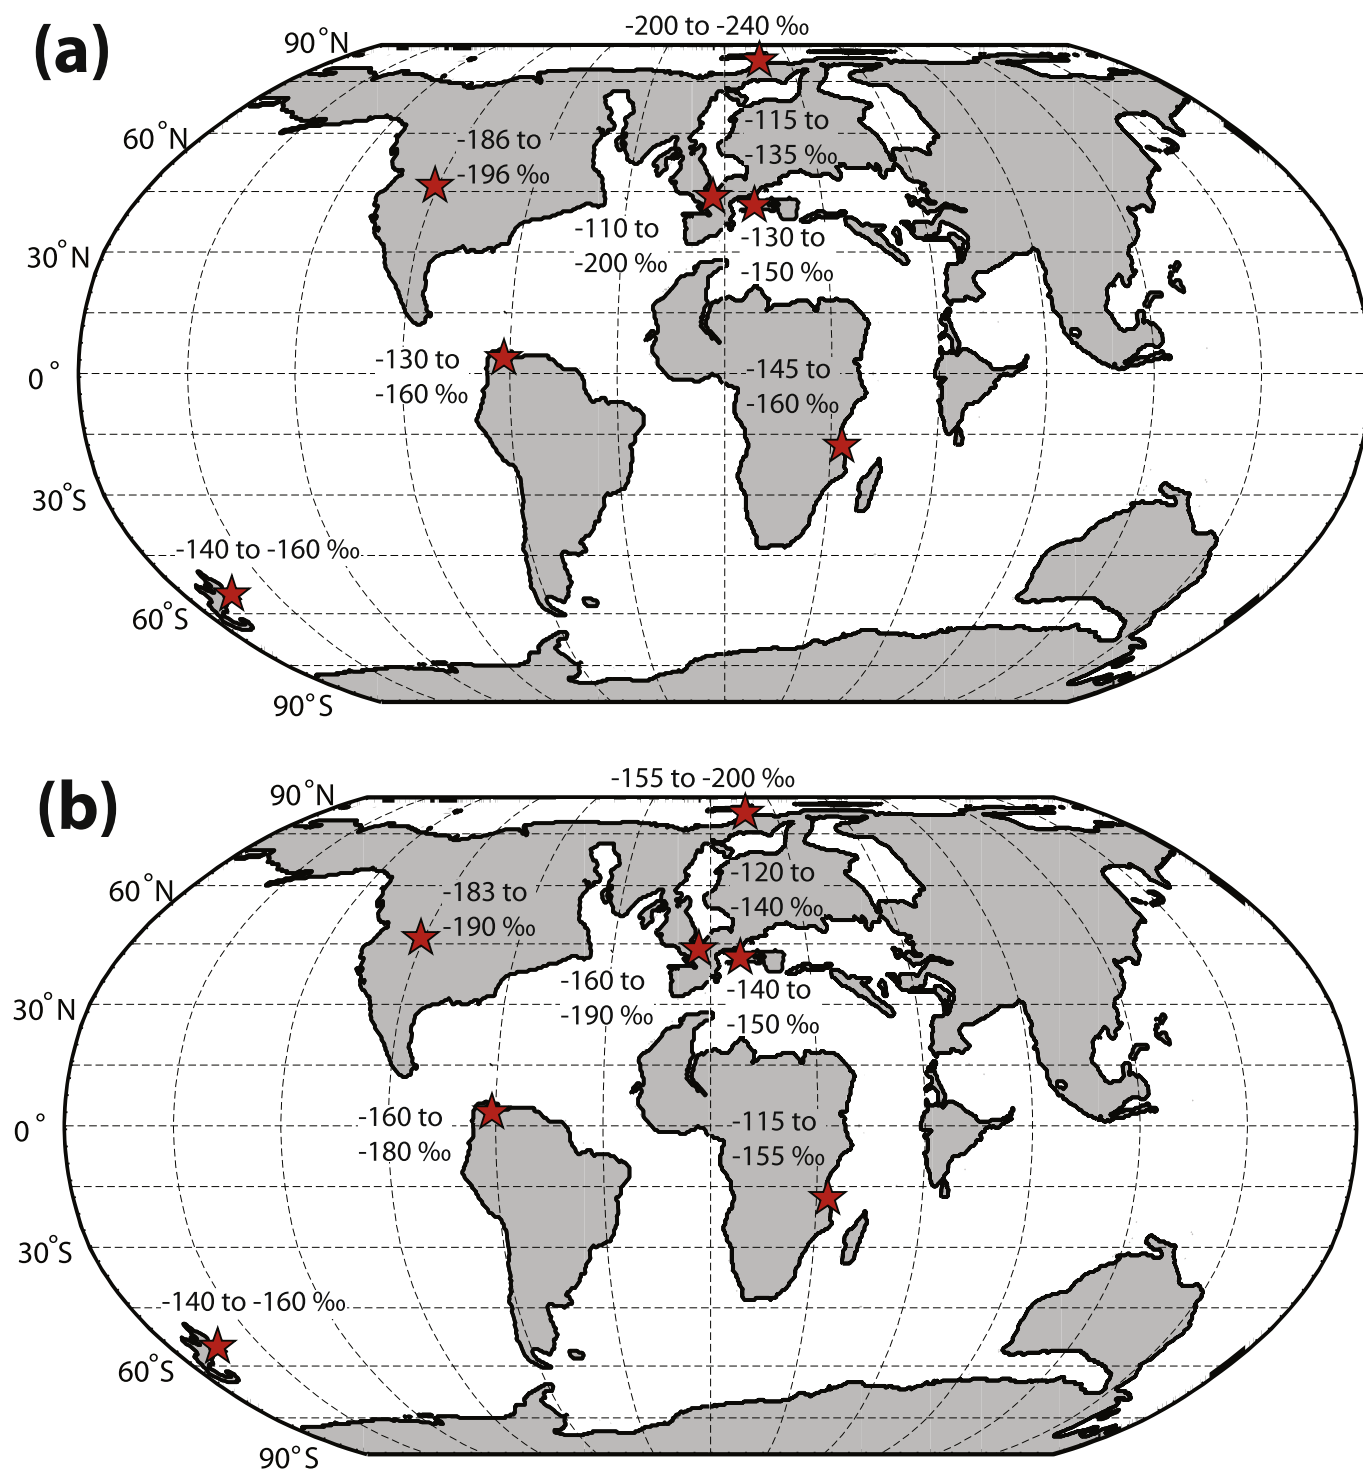 (a)
-200 to -240 ‰
90°N
-115 to
-135 ‰
60°N
-186 to
-196 ‰
-110 to
-200 ‰
-130 to
-150 ‰
30°N
-130 to
-160 ‰
-145 to
-160 ‰
0°
30°S
-140 to -160 ‰
60°S
90°S
(b)
-155 to -200 ‰
90°N
-120 to
-140 ‰
60°N
-183 to
-190 ‰
-160 to
-190 ‰
-140 to
-150 ‰
30°N
-160 to
-180 ‰
-115 to
-155 ‰
0°
30°S
-140 to -160 ‰
60°S
90°S